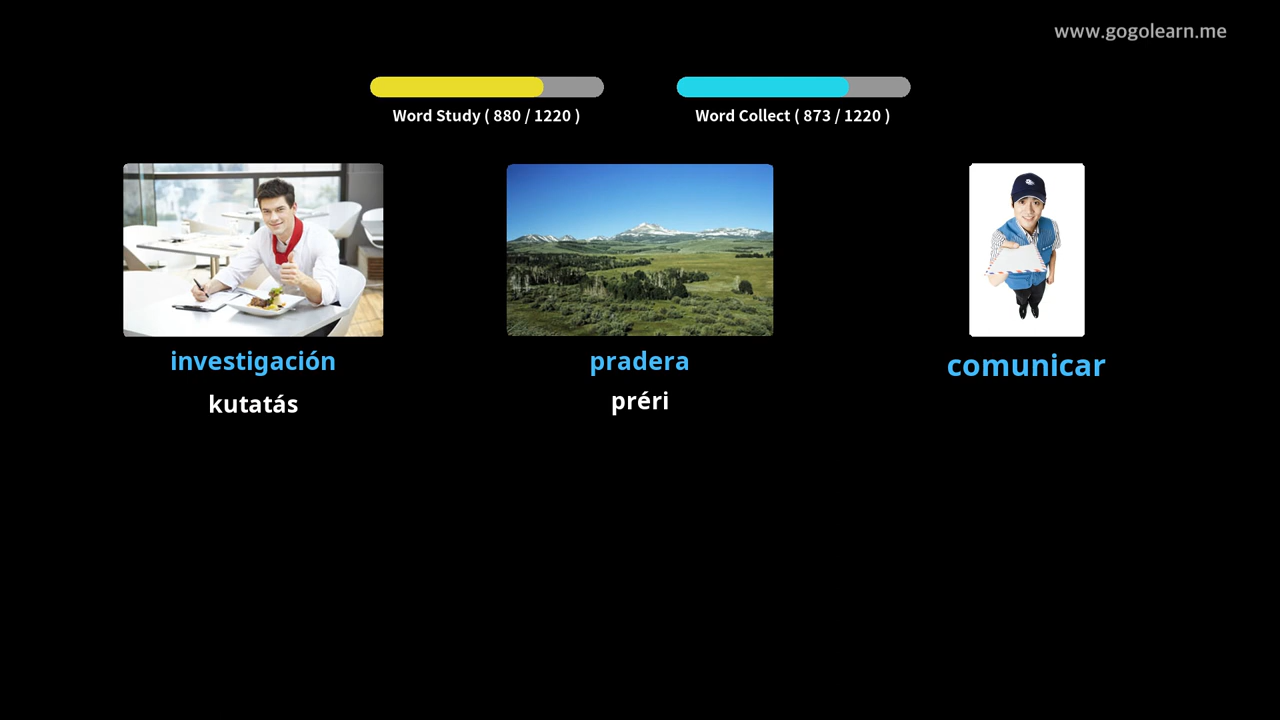 www.gogolearn.me
Word Study ( 880 / 1220 )
Word Collect ( 873 / 1220 )
investigación
kutatás
pradera
préri
comunicar